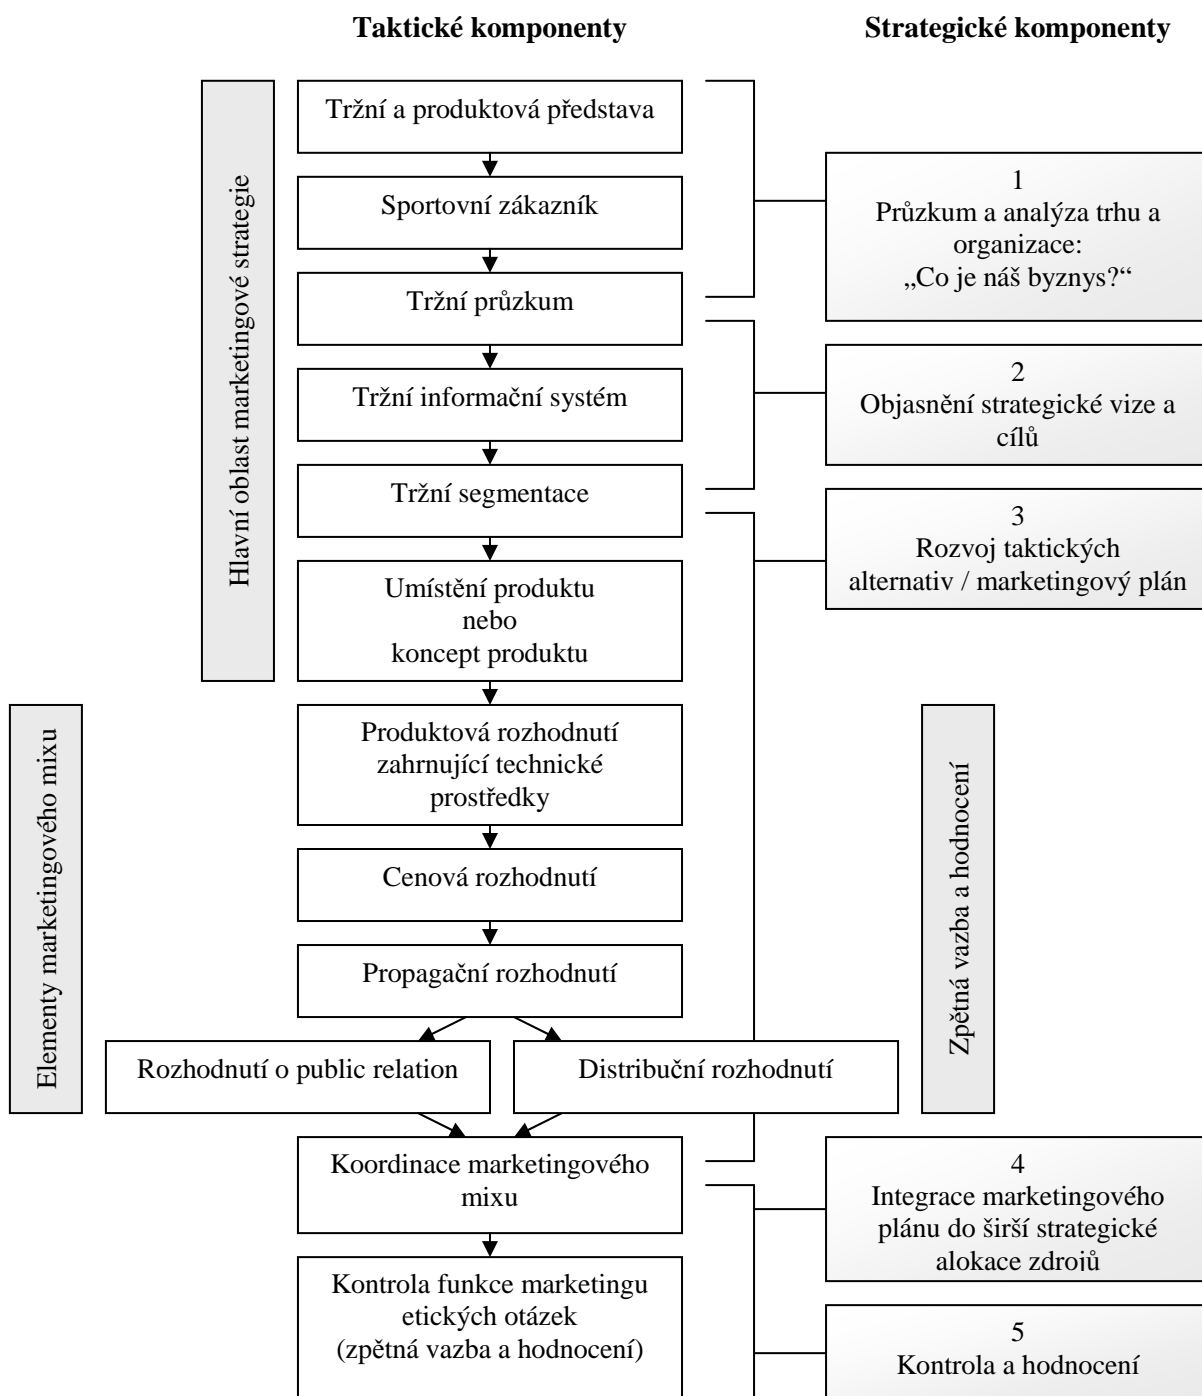 Taktické komponenty
Strategické komponenty
Hlavní oblast marketingové strategie
Tržní a produktová představa
Sportovní zákazník
Tržní průzkum
Tržní informační systém
Tržní segmentace
Umístění produktu
nebo
koncept produktu
1
Průzkum a analýza trhu a
organizace:
„Co je náš byznys?“
2
Objasnění strategické vize a
cílů
3
Rozvoj taktických
alternativ / marketingový plán
Elementy marketingového mixu
Produktová rozhodnutí
zahrnující technické
prostředky
Cenová rozhodnutí
Propagační rozhodnutí
Rozhodnutí o public relation
Distribuční rozhodnutí
Zpětná vazba a hodnocení
Koordinace marketingového
mixu
Kontrola funkce marketingu
etických otázek
(zpětná vazba a hodnocení)
4
Integrace marketingového
plánu do širší strategické
alokace zdrojů
5
Kontrola a hodnocení